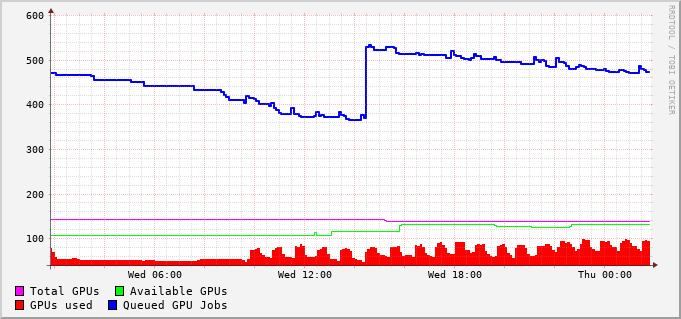 600
500
400
300
200
100
Wed 06:00 Wed 12:00 Wed 18:00 Thu 00:00
Total GPUs Available GPUs
GPUs used Queued GPU Jobs
RRDTOOL / TOBI OETIKER